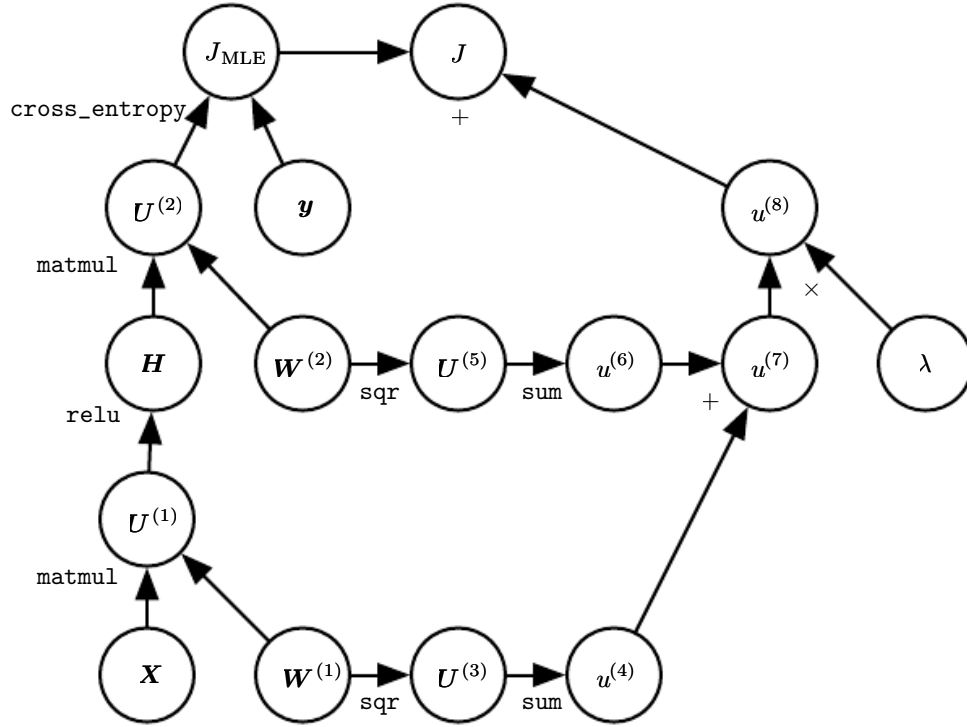 J_MLE J
cross_entropy
+
U^(2) y u^(8)
matmul
×
H W^(2) U^(5) u^(6) u^(7) λ
sqr sum
+
relu
U^(1)
matmul
X W^(1) U^(3) u^(4)
sqr sum